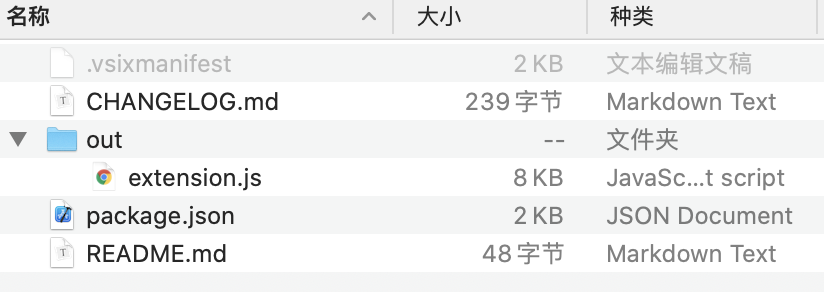 名称 大小 种类
.vsixmanifest 2 KB 文本编辑文稿
CHANGELOG.md 239 字节 Markdown Text
out -- 文件夹
extension.js 8 KB JavaSc...t script
package.json 2 KB JSON Document
README.md 48 字节 Markdown Text